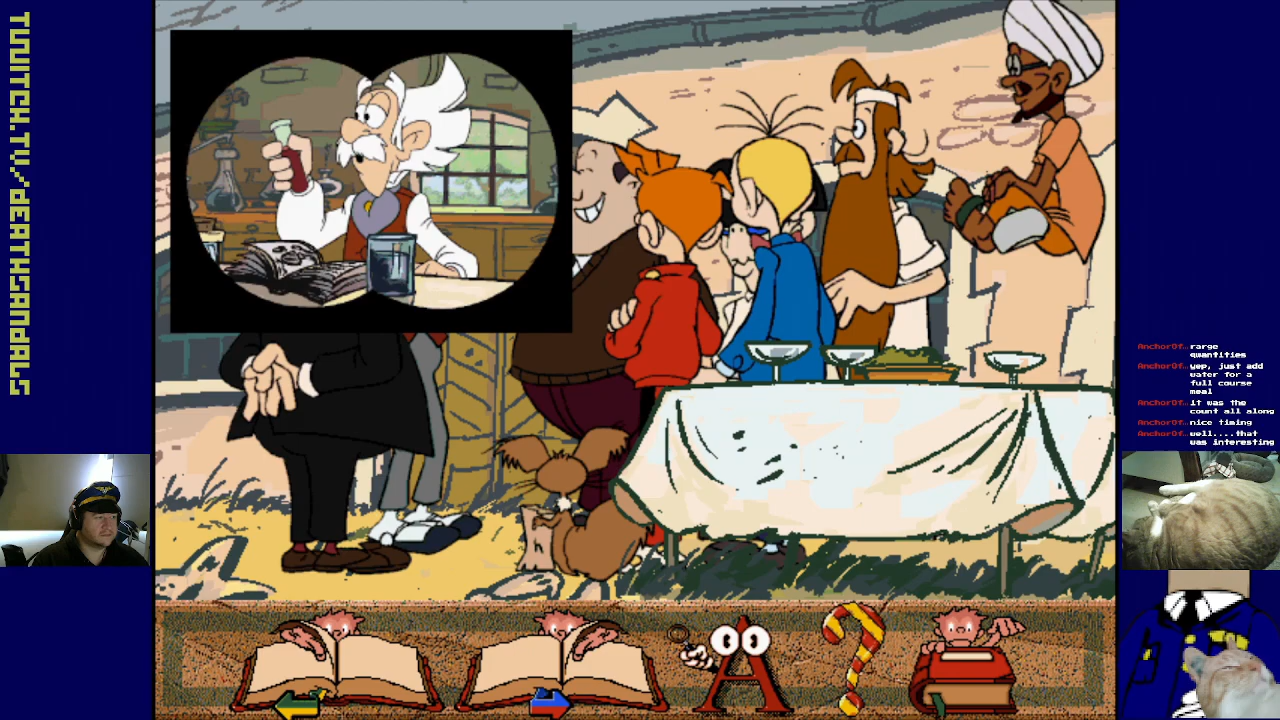 TWITCH.TV/DEATHSANDALS
AnchorOf… rarge
quantities
AnchorOf… yep, just add
water for a
full course
meal
AnchorOf… it was the
count all along
AnchorOf… nice timing
AnchorOf… well....that
was interesting
A
?